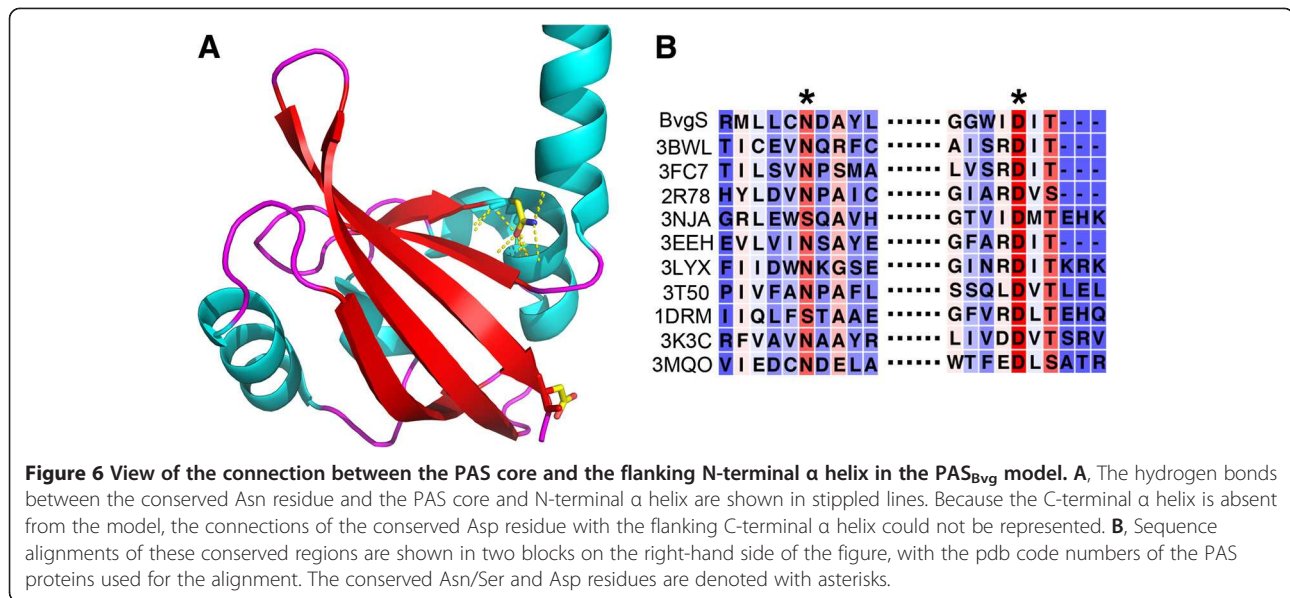 A
B
* *
BvgS RMLLCNDAYL ...... GGWIDIT---
3BWL TICEVNQRFC ...... AISRDIT---
3FC7 TILSVNPSMA ...... LVSRDIT---
2R78 HYLDVNPAIC ...... GIARDVS---
3NJA GRLEWSQAVH ...... GTVIDMTEHK
3EEH EVLVINSAYE ...... GFARDIT---
3LYX FIIDWNKGSE ...... GINRDITKRK
3T50 PIVFANPAFL ...... SSQLDVTLEL
1DRM IIQLFSTAAE ...... GFVRDLTEHQ
3K3C RFVAVNAAYR ...... LIVDDVTSRV
3MQO VIEDCNDELA ...... WTFEDLSATR
Figure 6 View of the connection between the PAS core and the flanking N-terminal α helix in the PASBvg model. A, The hydrogen bonds
between the conserved Asn residue and the PAS core and N-terminal α helix are shown in stippled lines. Because the C-terminal α helix is absent
from the model, the connections of the conserved Asp residue with the flanking C-terminal α helix could not be represented. B, Sequence
alignments of these conserved regions are shown in two blocks on the right-hand side of the figure, with the pdb code numbers of the PAS
proteins used for the alignment. The conserved Asn/Ser and Asp residues are denoted with asterisks.